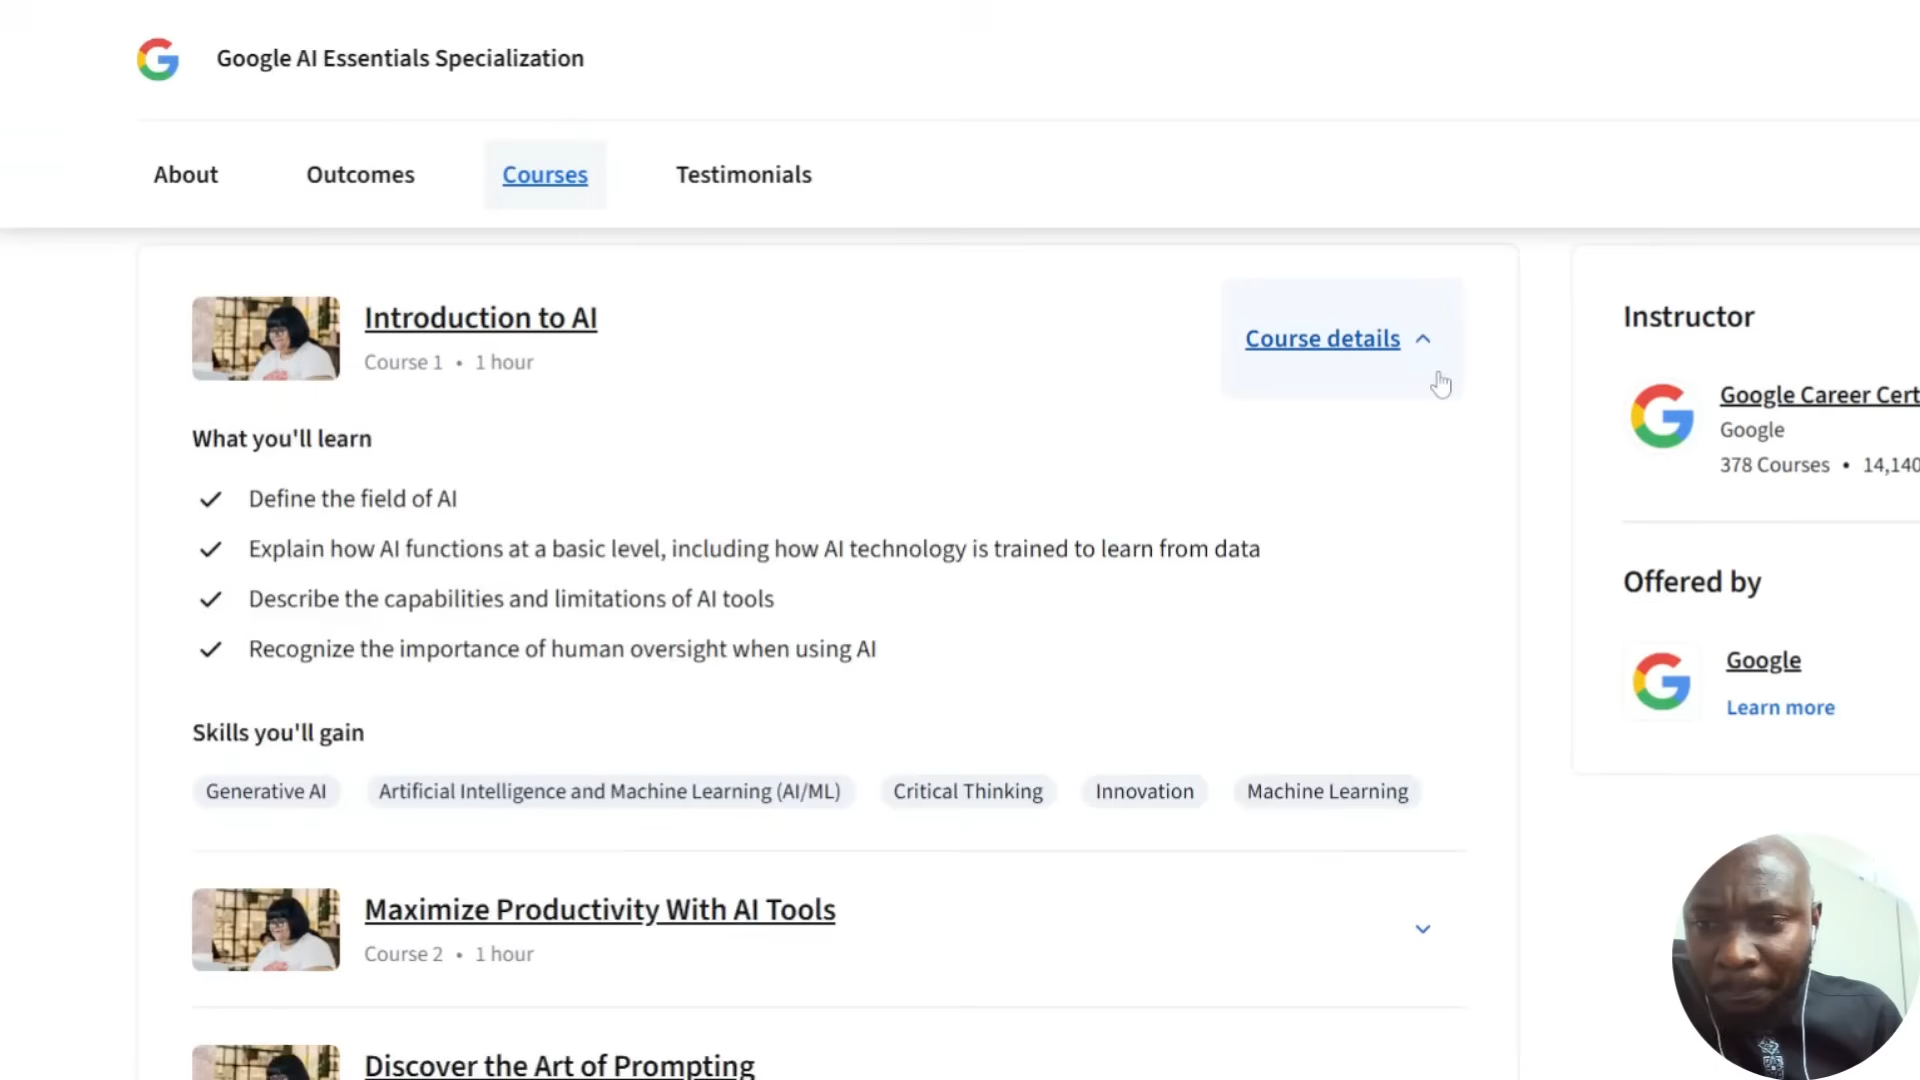 Google AI Essentials Specialization
About
Outcomes
Courses
Testimonials
Introduction to AI
Course 1 • 1 hour
Course details
What you'll learn
Define the field of AI
Explain how AI functions at a basic level, including how AI technology is trained to learn from data
Describe the capabilities and limitations of AI tools
Recognize the importance of human oversight when using AI
Skills you'll gain
Generative AI
Artificial Intelligence and Machine Learning (AI/ML)
Critical Thinking
Innovation
Machine Learning
Maximize Productivity With AI Tools
Course 2 • 1 hour
Discover the Art of Prompting
Instructor
Google Career Cert
Google
378 Courses • 14,140
Offered by
Google
Learn more